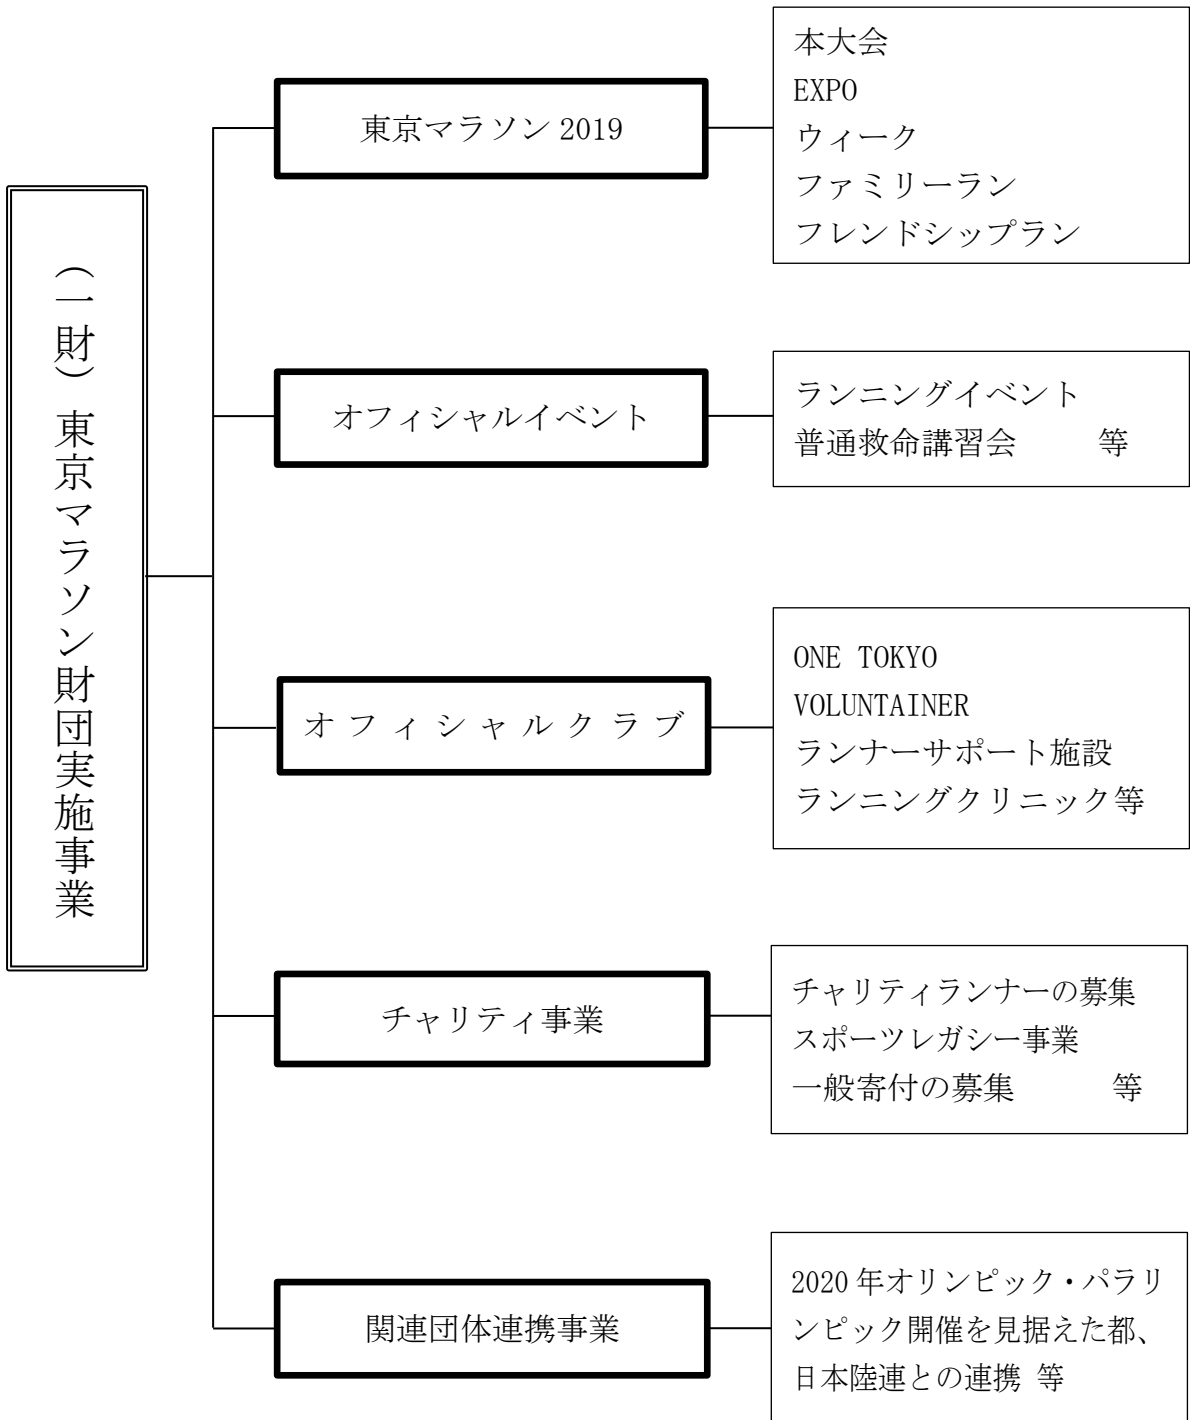 （一財）東京マラソン財団実施事業
東京マラソン 2019
本大会
EXPO
ウィーク
ファミリーラン
フレンドシップラン
オフィシャルイベント
ランニングイベント
普通救命講習会　　　等
オフィシャルクラブ
ONE TOKYO
VOLUNTAINER
ランナーサポート施設
ランニングクリニック等
チャリティ事業
チャリティランナーの募集
スポーツレガシー事業
一般寄付の募集　　　等
関連団体連携事業
2020 年オリンピック・パラリ
ンピック開催を見据えた都、
日本陸連との連携 等